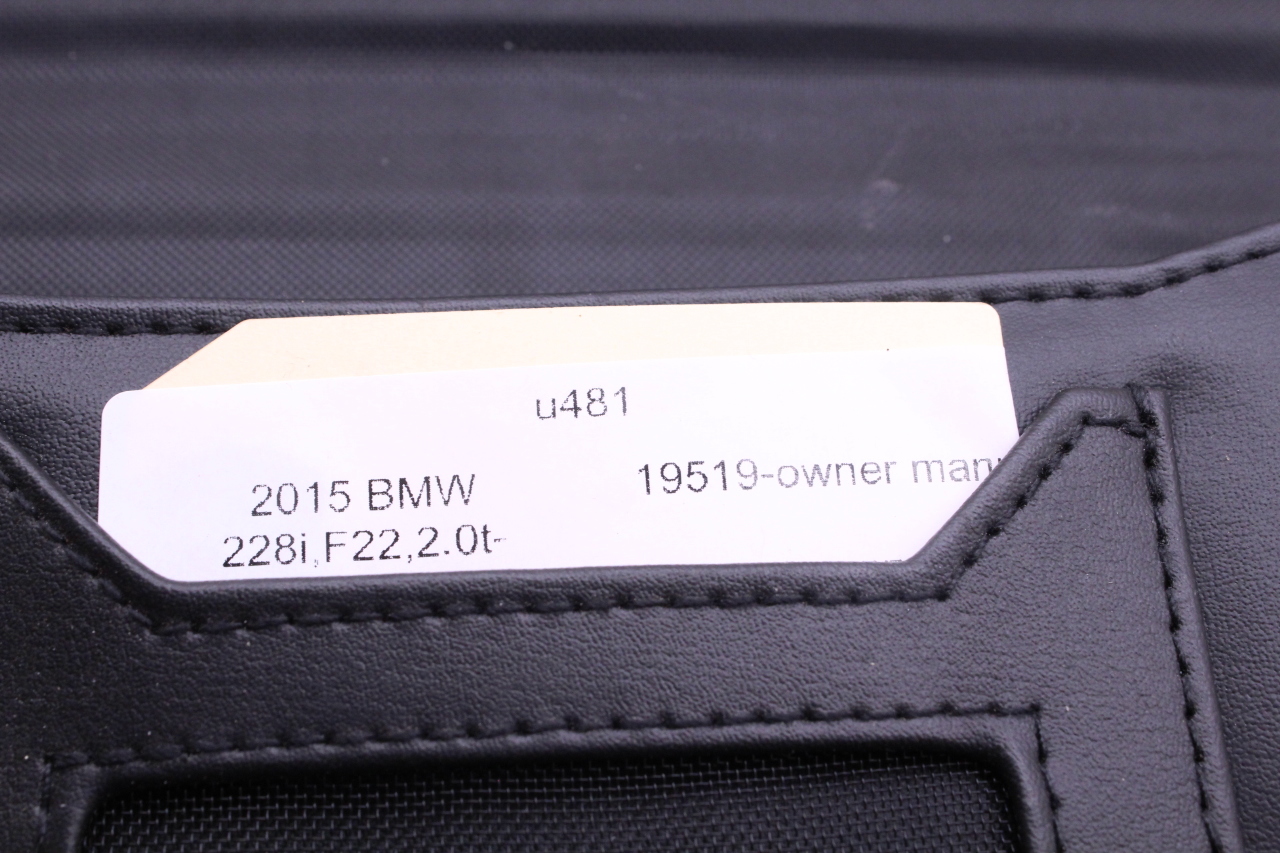 u481
2015 BMW
19519-owner
228i,F22,2.0t-